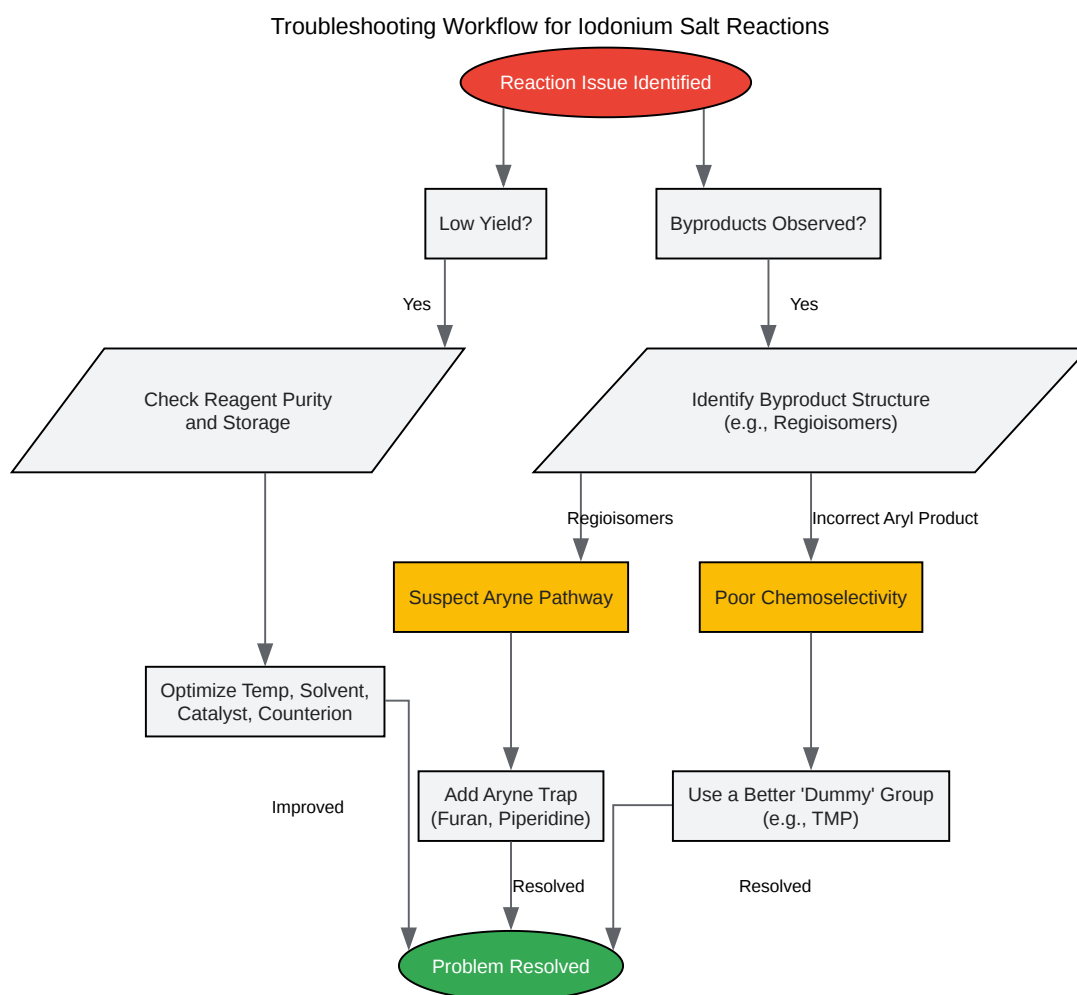 Troubleshooting Workflow for Iodonium Salt Reactions
Reaction Issue Identified
Low Yield?
Byproducts Observed?
Yes
Yes
Check Reagent Purity
and Storage
Identify Byproduct Structure
(e.g., Regioisomers)
Regioisomers
Incorrect Aryl Product
Suspect Aryne Pathway
Poor Chemoselectivity
Optimize Temp, Solvent,
Catalyst, Counterion
Add Aryne Trap
(Furan, Piperidine)
Use a Better 'Dummy' Group
(e.g., TMP)
Improved
Resolved
Resolved
Problem Resolved